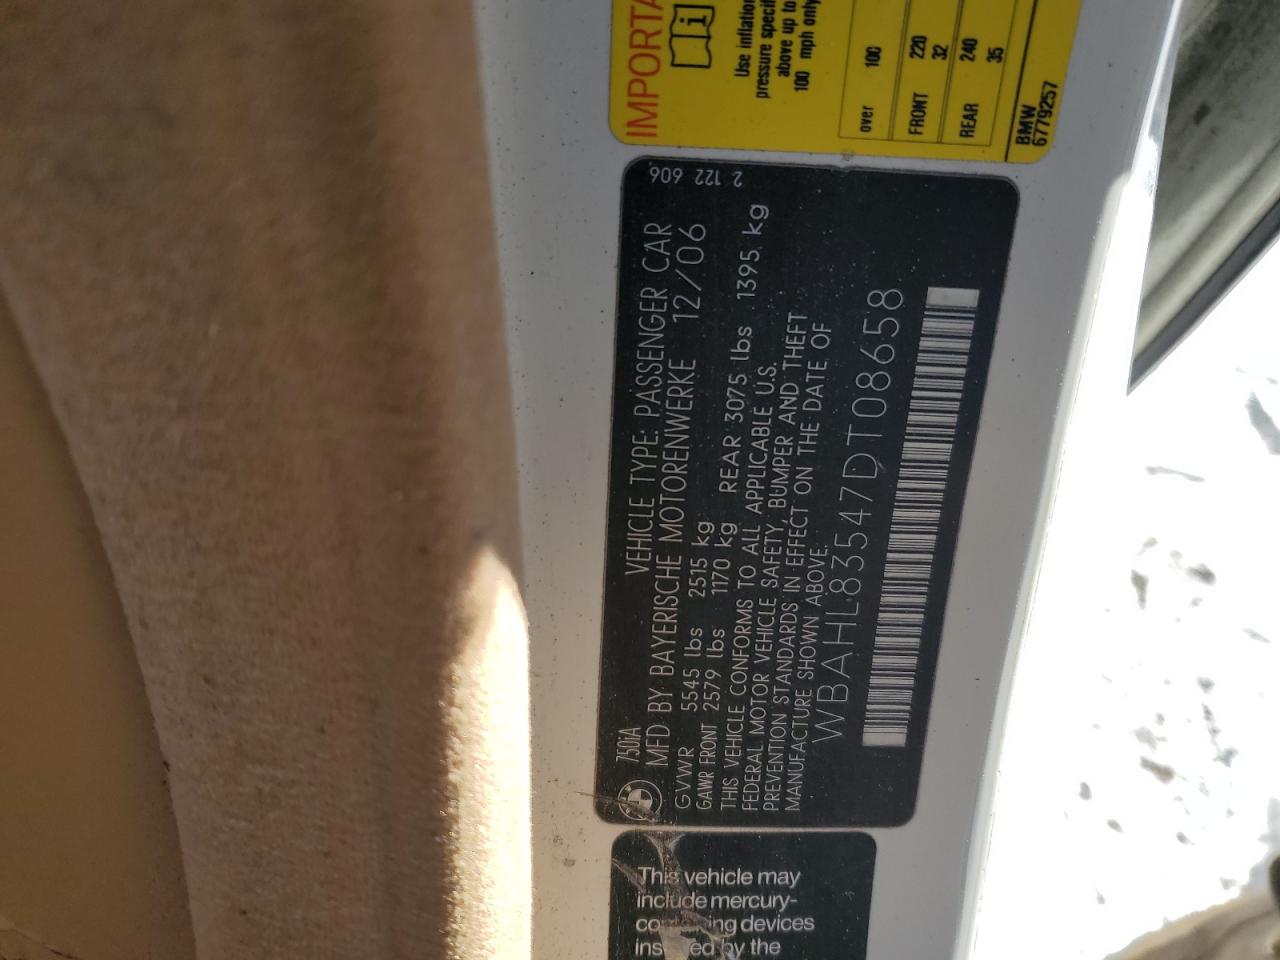 IMPORTA
i
Use inflation
pressure specif
above up to
100 mph only
over 100
FRONT 220
32
REAR 240
35
BMW
6779257
2 122 606
750iA VEHICLE TYPE: PASSENGER CAR
MFD BY BAYERISCHE MOTORENWERKE 12/06
GVWR 5545 lbs 2515 kg
GAWR FRONT 2579 lbs 1170 kg REAR 3075 lbs 1395 kg
THIS VEHICLE CONFORMS TO ALL APPLICABLE U.S.
FEDERAL MOTOR VEHICLE SAFETY, BUMPER AND THEFT
PREVENTION STANDARDS IN EFFECT ON THE DATE OF
MANUFACTURE SHOWN ABOVE.
WBAHL83547DT08658
This vehicle may
include mercury-
containing devices
installed by the